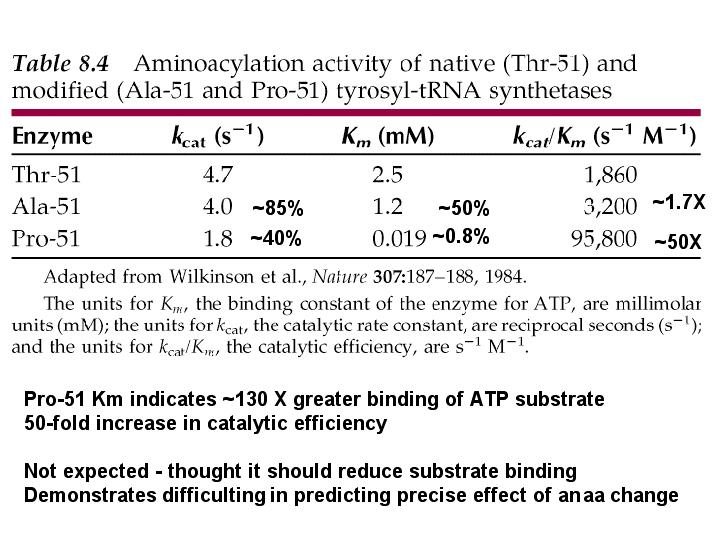 Table 8.4 Aminoacylation activity of native (Thr-51) and
modified (Ala-51 and Pro-51) tyrosyl-tRNA synthetases
Enzyme kcat (s⁻¹) Km (mM) kcat/Km (s⁻¹ M⁻¹)
Thr-51 4.7 2.5 1,860
Ala-51 4.0 ~85% 1.2 ~50% 3,200 ~1.7X
Pro-51 1.8 ~40% 0.019 ~0.8% 95,800 ~50X
Adapted from Wilkinson et al., Nature 307:187–188, 1984.
The units for Km, the binding constant of the enzyme for ATP, are millimolar
units (mM); the units for kcat, the catalytic rate constant, are reciprocal seconds (s⁻¹);
and the units for kcat/Km, the catalytic efficiency, are s⁻¹ M⁻¹.
Pro-51 Km indicates ~130 X greater binding of ATP substrate
50-fold increase in catalytic efficiency
Not expected - thought it should reduce substrate binding
Demonstrates difficulting in predicting precise effect of an aa change